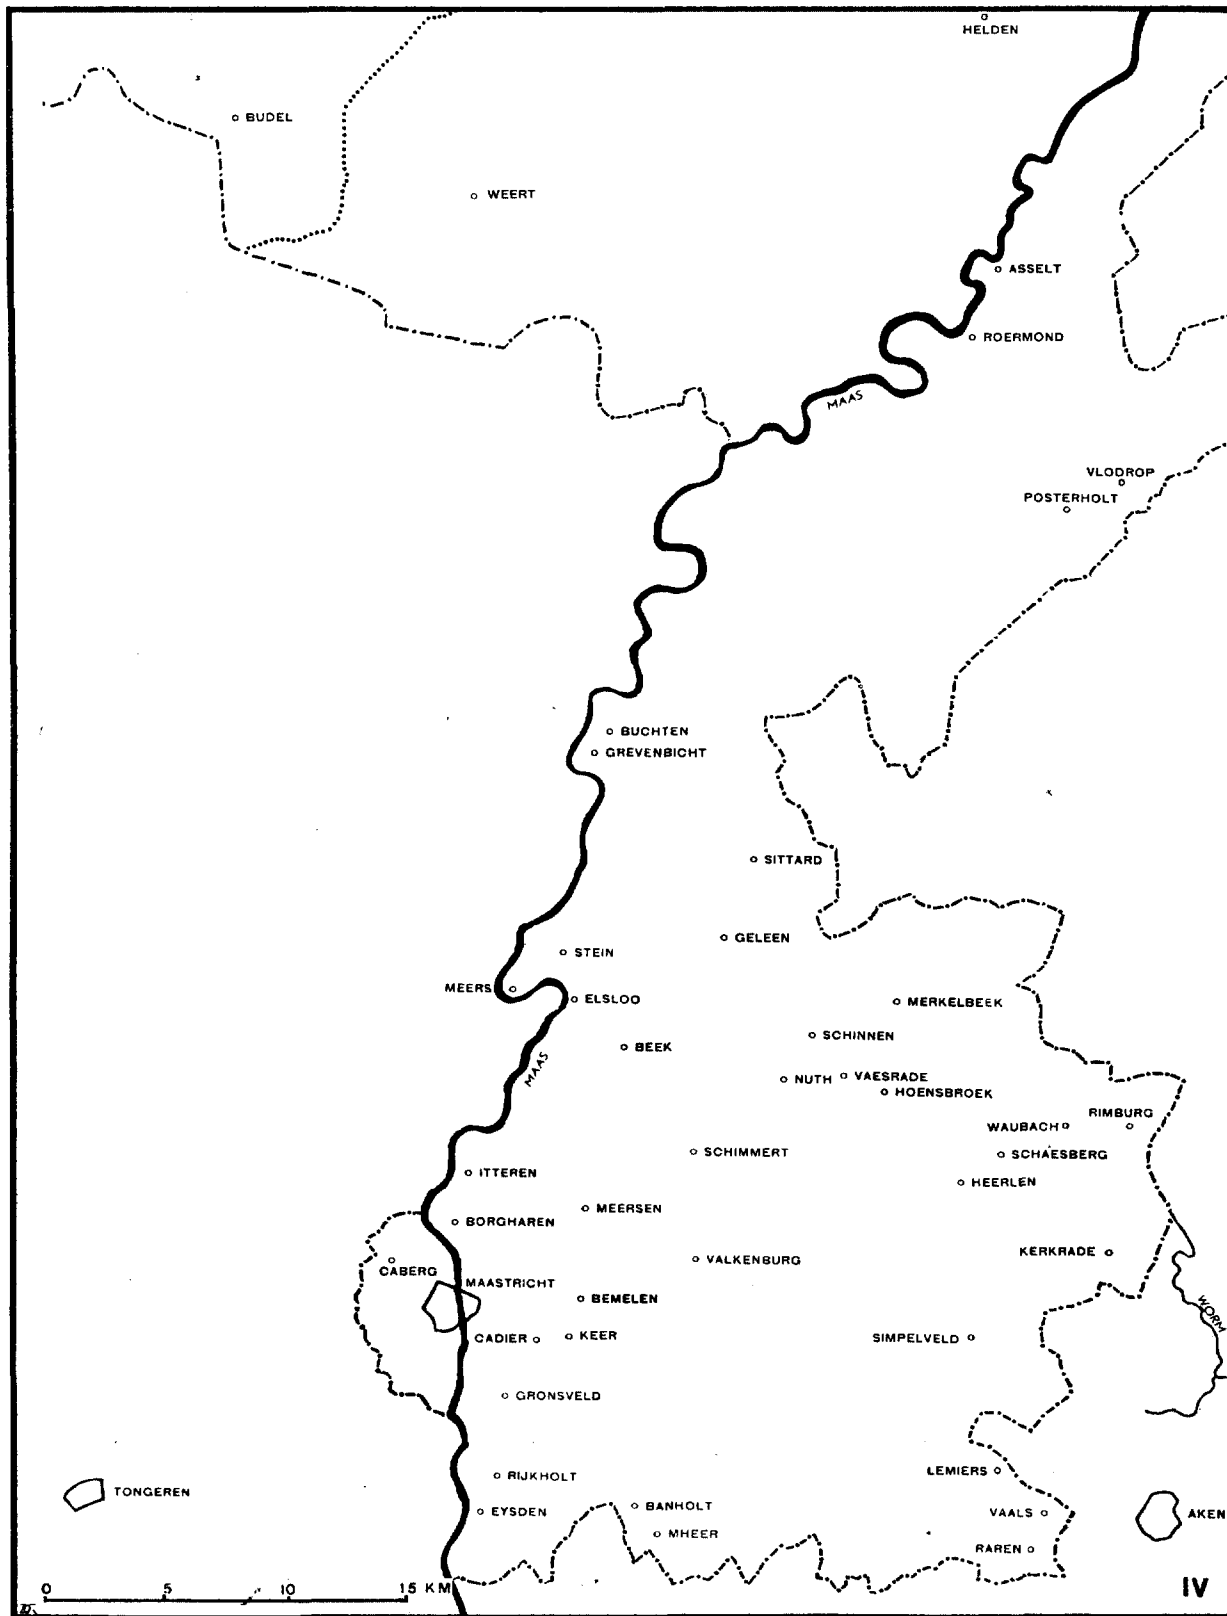 HELDEN
BUDEL
WEERT
ASSELT
ROERMOND
MAAS
VLODROP
POSTERHOLT
BUCHTEN
GREVENBICHT
SITTARD
GELEEN
STEIN
MEERS
ELSLOO
MERKELBEEK
SCHINNEN
BEEK
MAAS
NUTH
VAESRADE
HOENSBROEK
RIMBURG
WAUBACH
SCHIMMERT
SCHAESBERG
ITTEREN
HEERLEN
MEERSEN
BORGHAREN
KERKRADE
VALKENBURG
CABERG
MAASTRICHT
BEMELEN
WORM
CADIER
KEER
SIMPELVELD
GRONSVELD
LEMIERS
RIJKHOLT
TONGEREN
BANHOLT
EYSDEN
VAALS
AKEN
MHEER
RAREN
0 5 10 15 KM
IV